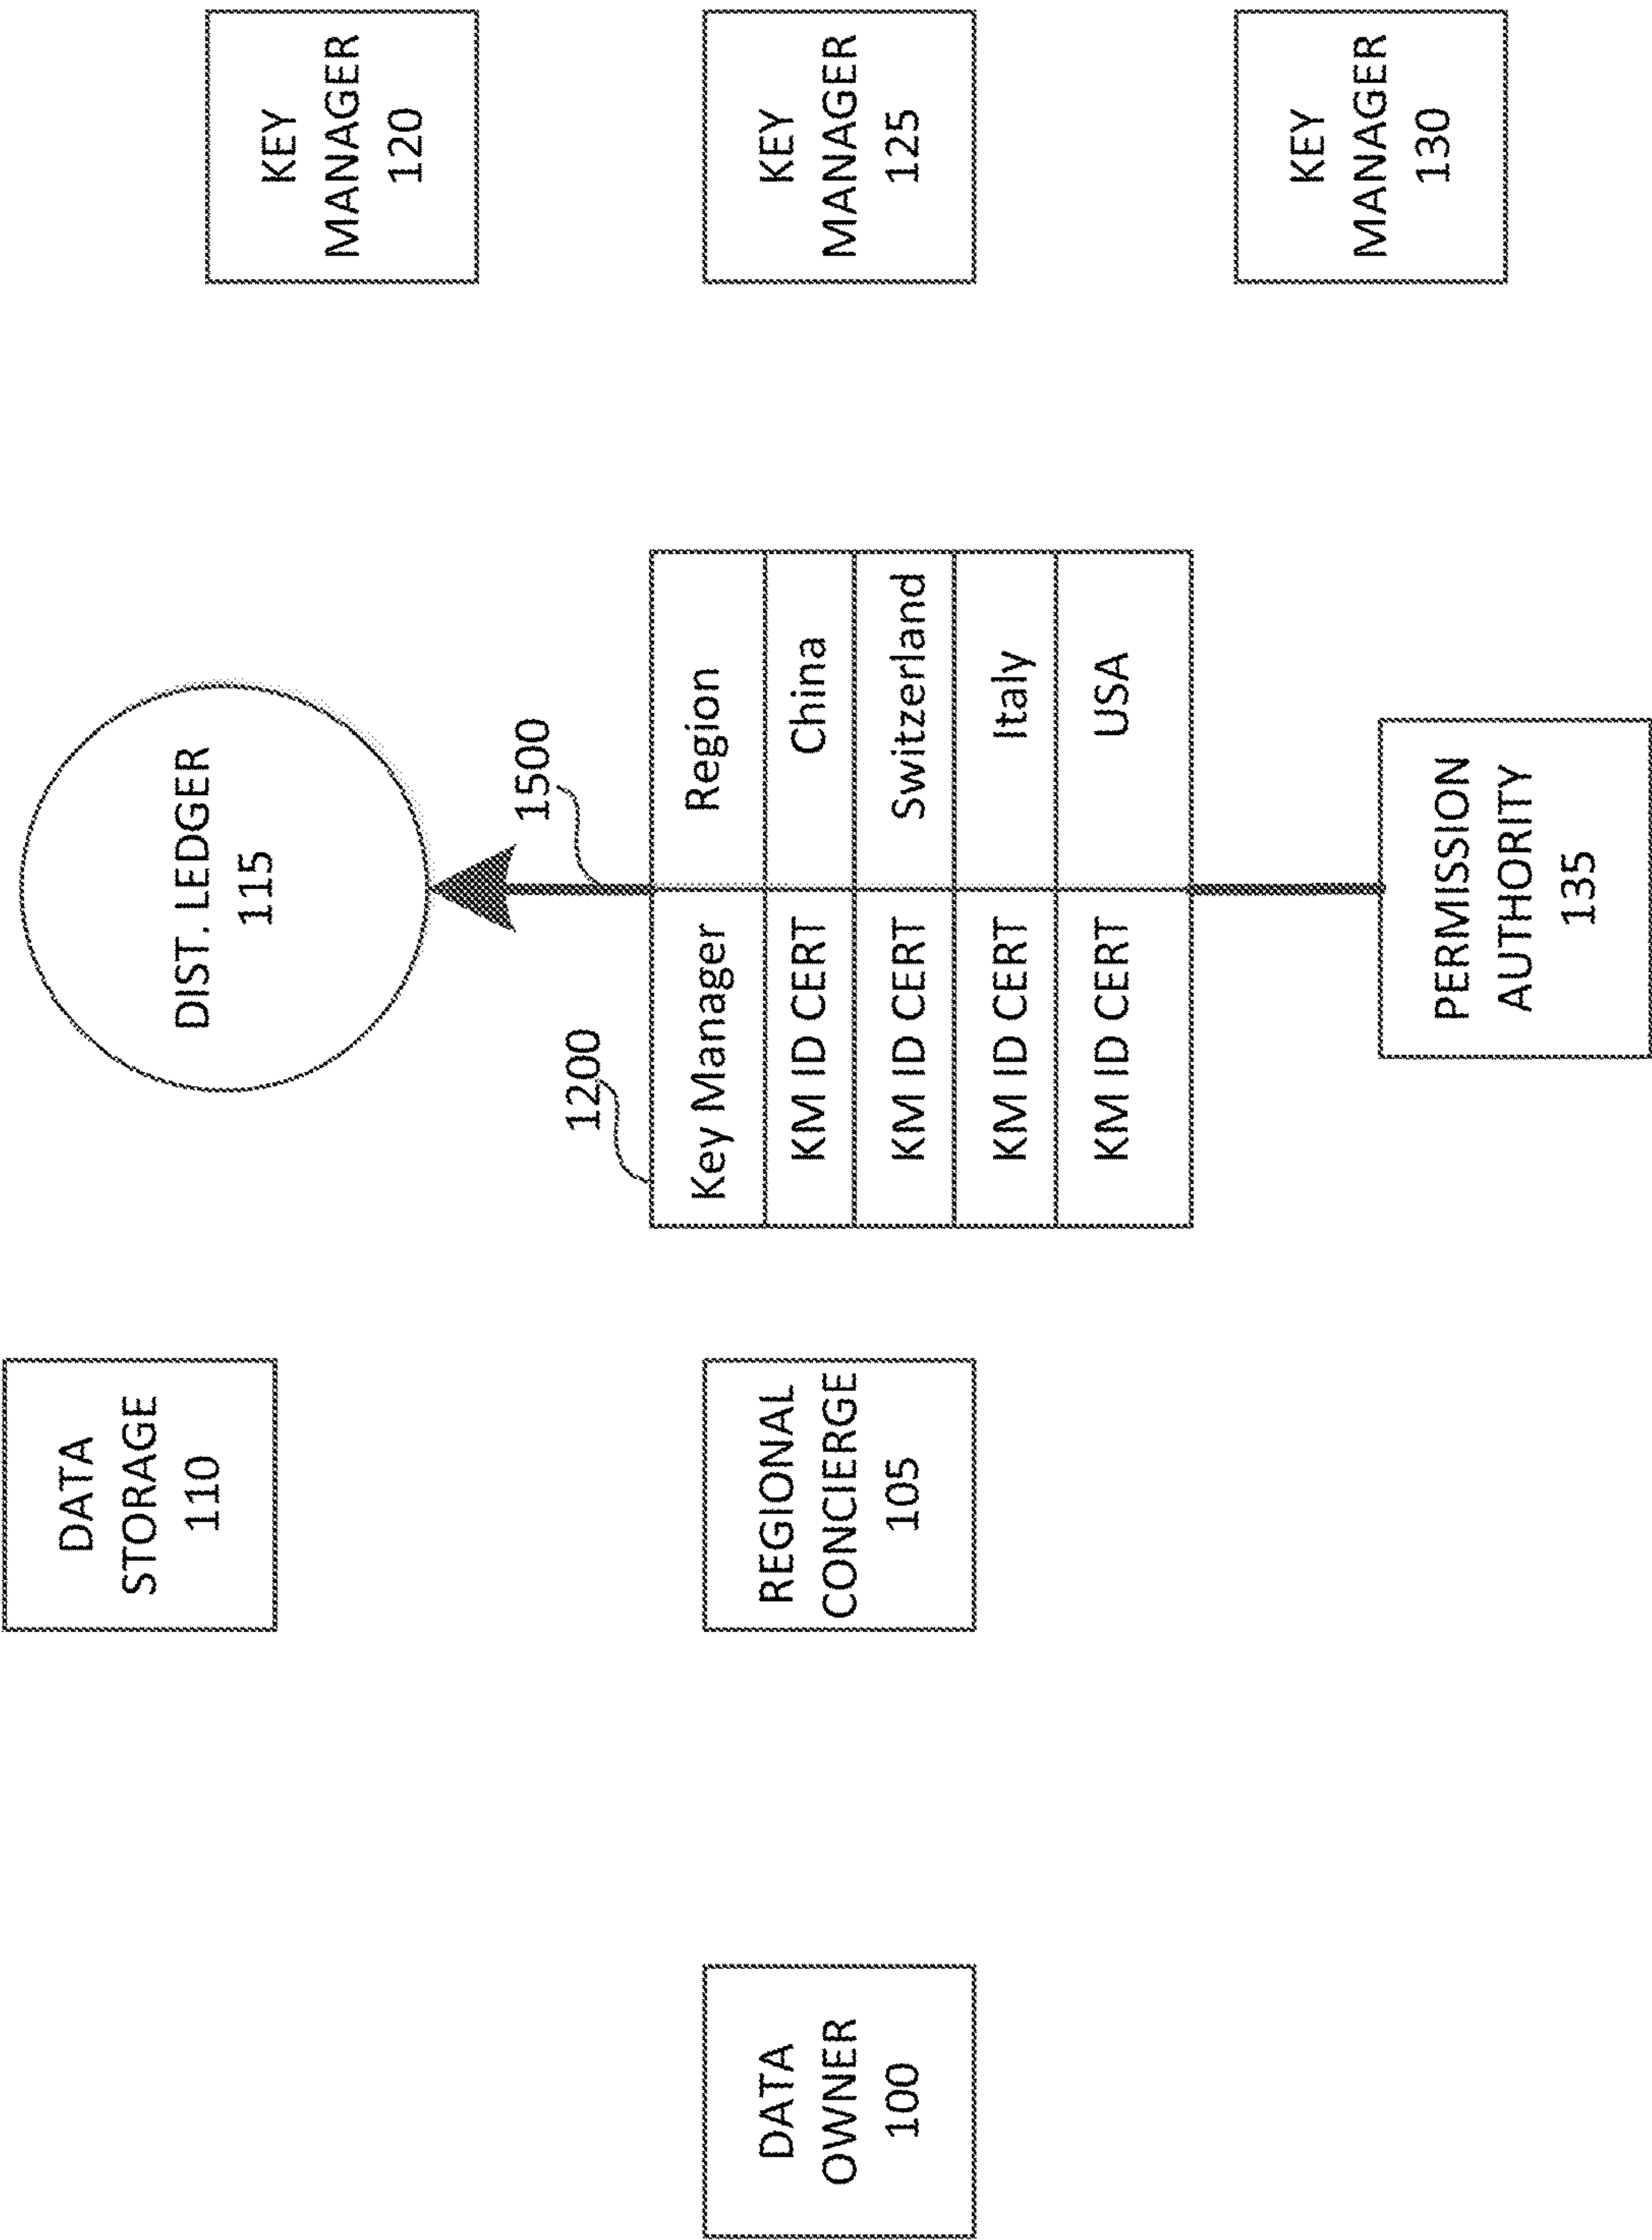 DATA
OWNER
100
DATA
STORAGE
110
REGIONAL
CONCIERGE
105
DIST. LEDGER
115
1200
1500
Key Manager Region
KM ID CERT China
KM ID CERT Switzerland
KM ID CERT Italy
KM ID CERT USA
PERMISSION
AUTHORITY
135
KEY
MANAGER
120
KEY
MANAGER
125
KEY
MANAGER
130